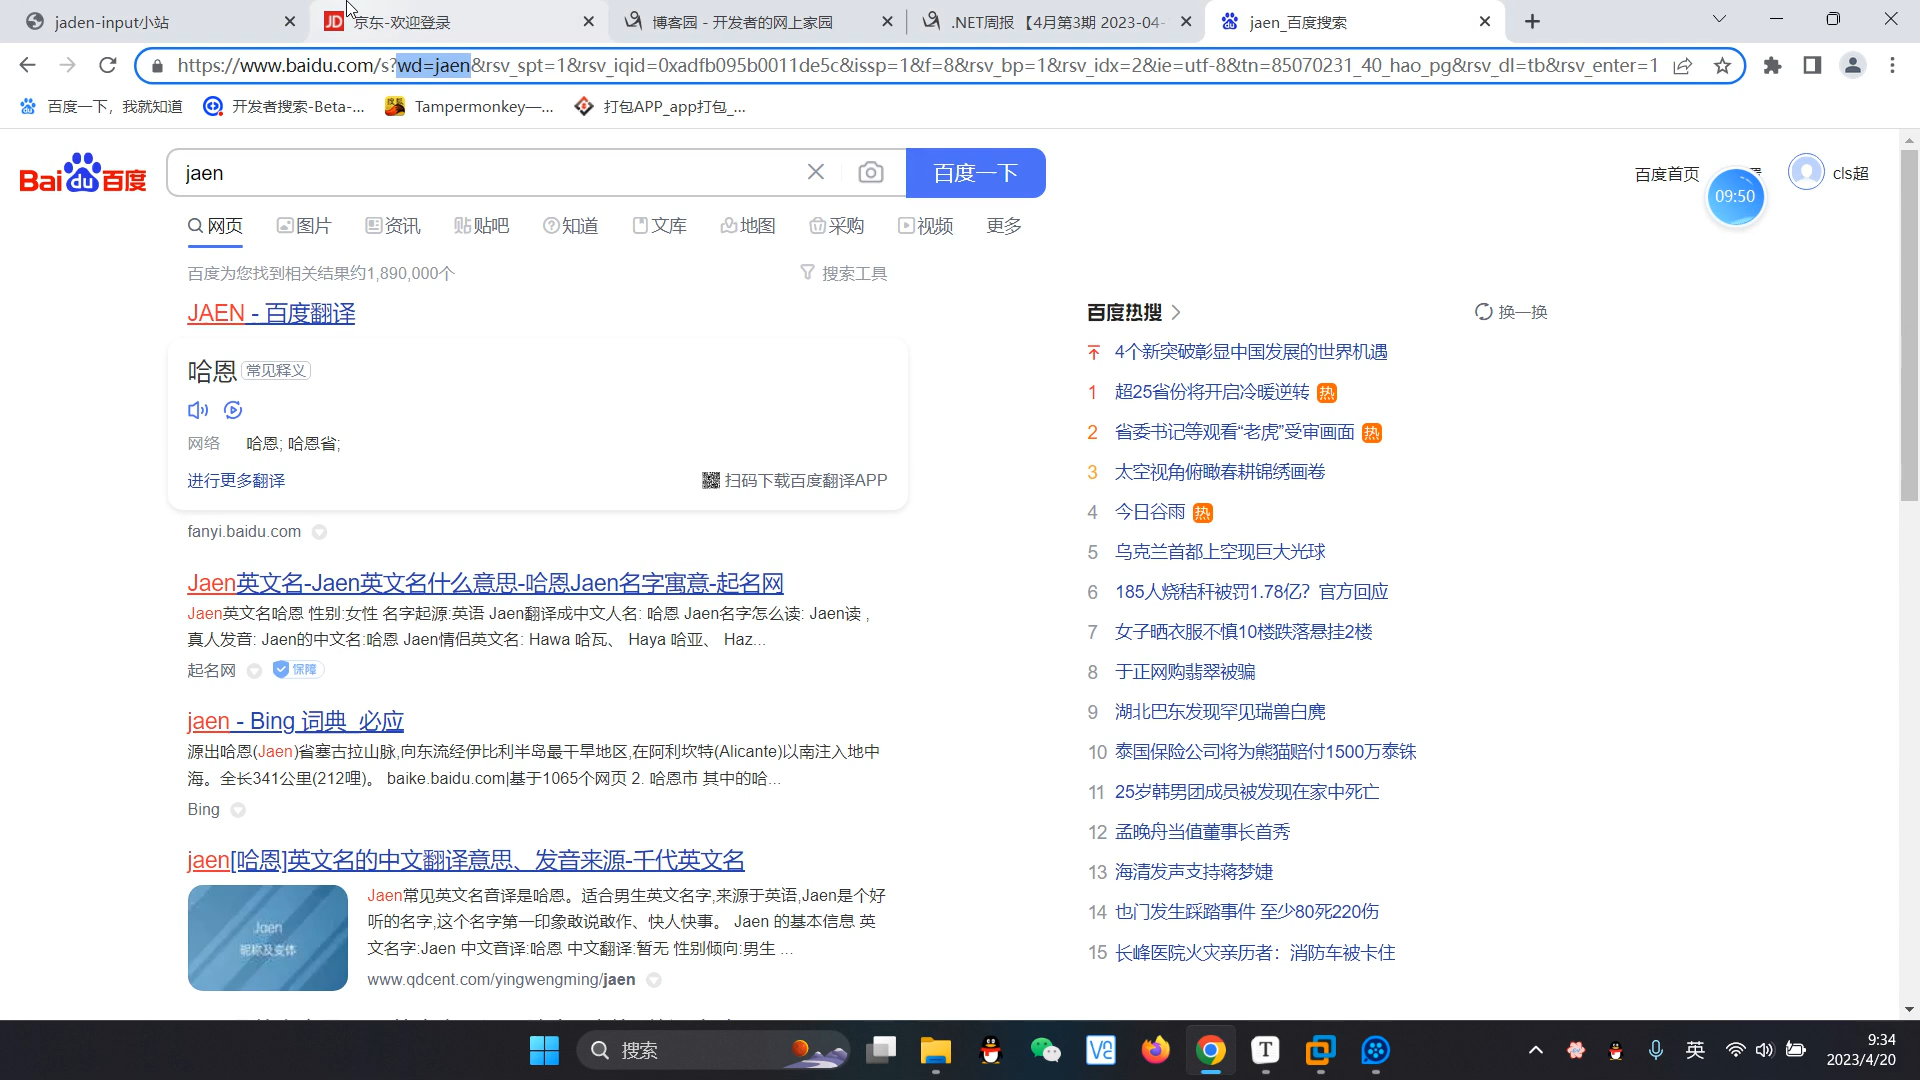 jaden-input小站
京东-欢迎登录
博客园 - 开发者的网上家园
.NET周报 【4月第3期 2023-04-
jaen_百度搜索
https://www.baidu.com/s?wd=jaen&rsv_spt=1&rsv_iqid=0xadfb095b0011de5c&issp=1&f=8&rsv_bp=1&rsv_idx=2&ie=utf-8&tn=85070231_40_hao_pg&rsv_dl=tb&rsv_enter=1
百度一下，我就知道
开发者搜索-Beta-...
Tampermonkey—...
打包APP_app打包_...
Bai du 百度
jaen
百度一下
百度首页
09:50
cls超
网页 图片 资讯 贴吧 知道 文库 地图 采购 视频 更多
百度为您找到相关结果约1,890,000个
搜索工具
JAEN - 百度翻译
哈恩 常见释义
网络 哈恩; 哈恩省;
进行更多翻译
扫码下载百度翻译APP
fanyi.baidu.com
Jaen英文名-Jaen英文名什么意思-哈恩Jaen名字寓意-起名网
Jaen英文名哈恩 性别:女性 名字起源:英语 Jaen翻译成中文人名: 哈恩 Jaen名字怎么读: Jaen读 ,
真人发音: Jaen的中文名:哈恩 Jaen情侣英文名: Hawa 哈瓦、 Haya 哈亚、 Haz...
起名网 保障
jaen - Bing 词典_必应
源出哈恩(Jaen)省塞古拉山脉,向东流经伊比利半岛最干旱地区,在阿利坎特(Alicante)以南注入地中
海。全长341公里(212哩)。 baike.baidu.com|基于1065个网页 2. 哈恩市 其中的哈...
Bing
jaen[哈恩]英文名的中文翻译意思、发音来源-千代英文名
Jaen
昵称及变体
Jaen常见英文名音译是哈恩。适合男生英文名字,来源于英语,Jaen是个好
听的名字,这个名字第一印象敢说敢作、快人快事。 Jaen 的基本信息 英
文名字:Jaen 中文音译:哈恩 中文翻译:暂无 性别倾向:男生 ...
www.qdcent.com/yingwengming/jaen
百度热搜
换一换
4个新突破彰显中国发展的世界机遇
1 超25省份将开启冷暖逆转 热
2 省委书记等观看“老虎”受审画面 热
3 太空视角俯瞰春耕锦绣画卷
4 今日谷雨 热
5 乌克兰首都上空现巨大光球
6 185人烧秸秆被罚1.78亿？官方回应
7 女子晒衣服不慎10楼跌落悬挂2楼
8 于正网购翡翠被骗
9 湖北巴东发现罕见瑞兽白麂
10 泰国保险公司将为熊猫赔付1500万泰铢
11 25岁韩男团成员被发现在家中死亡
12 孟晚舟当值董事长首秀
13 海清发声支持蒋梦婕
14 也门发生踩踏事件 至少80死220伤
15 长峰医院火灾亲历者：消防车被卡住
搜索
英
9:34
2023/4/20